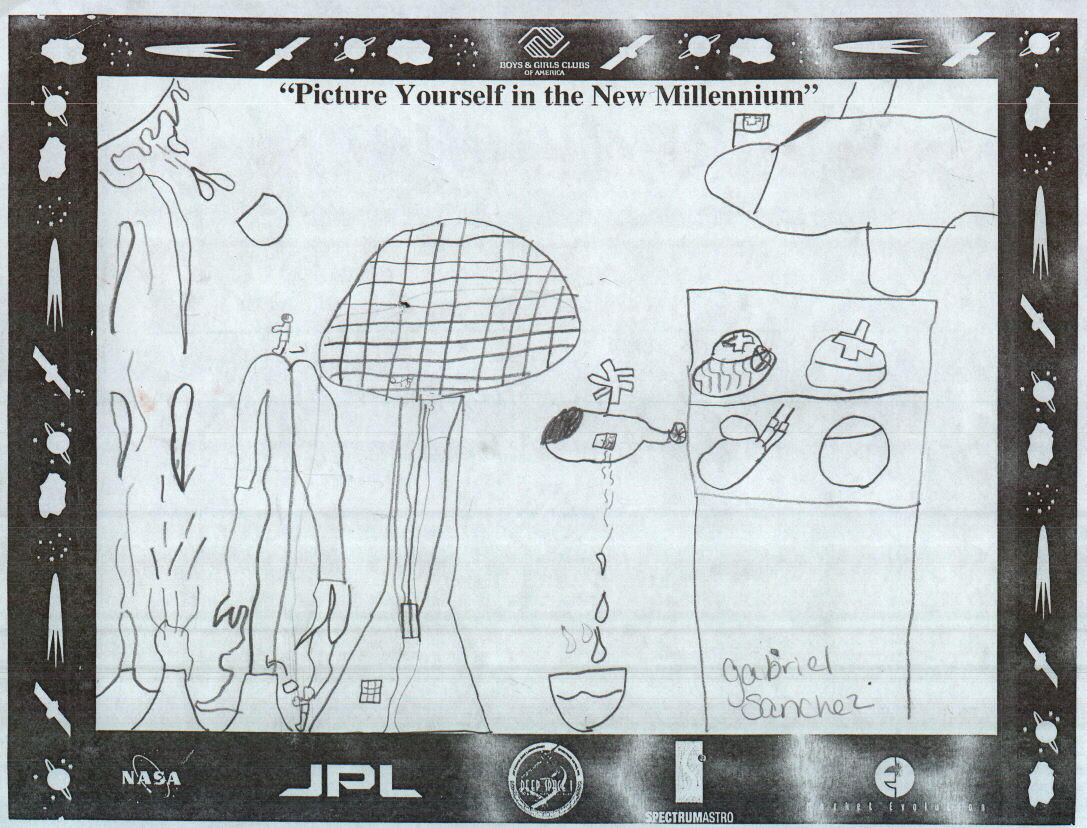 BOYS & GIRLS CLUBS
OF AMERICA
“Picture Yourself in the New Millennium”
gabriel
sanchez
NASA
JPL
DEEP SPACE 1
SPECTRUMASTRO
Market Evolution